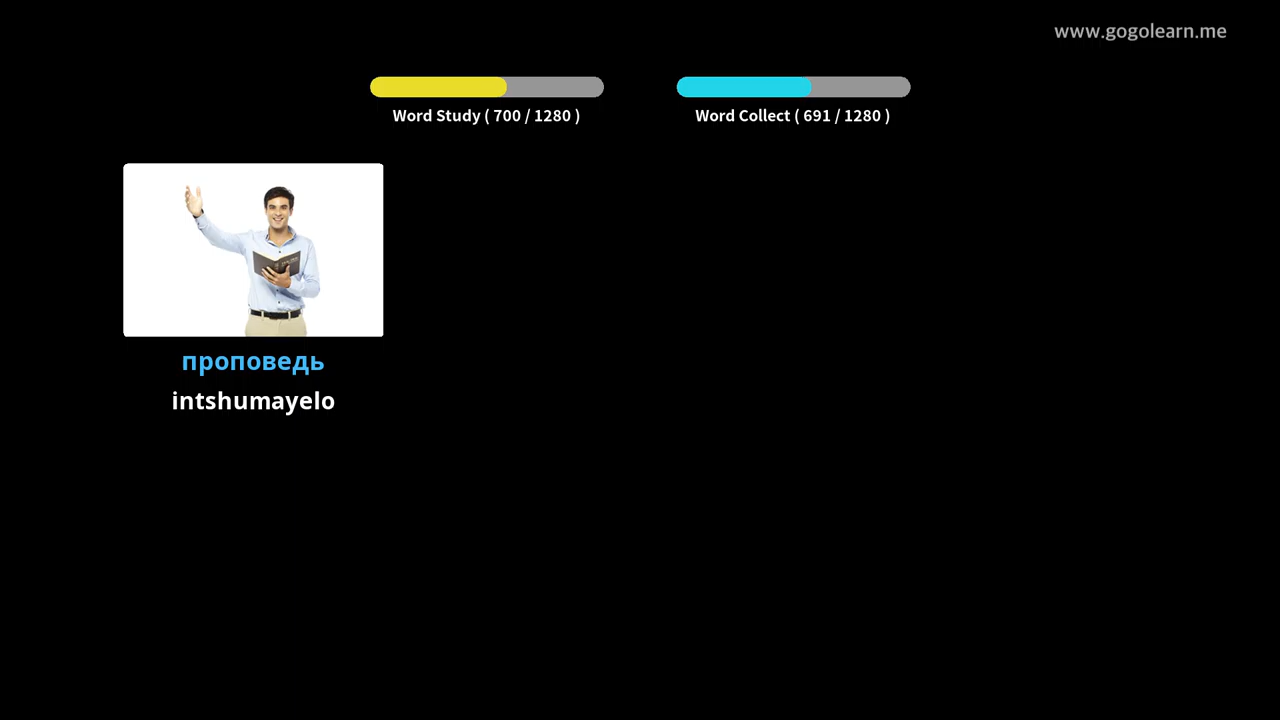 www.gogolearn.me
Word Study ( 700 / 1280 )
Word Collect ( 691 / 1280 )
проповедь
intshumayelo